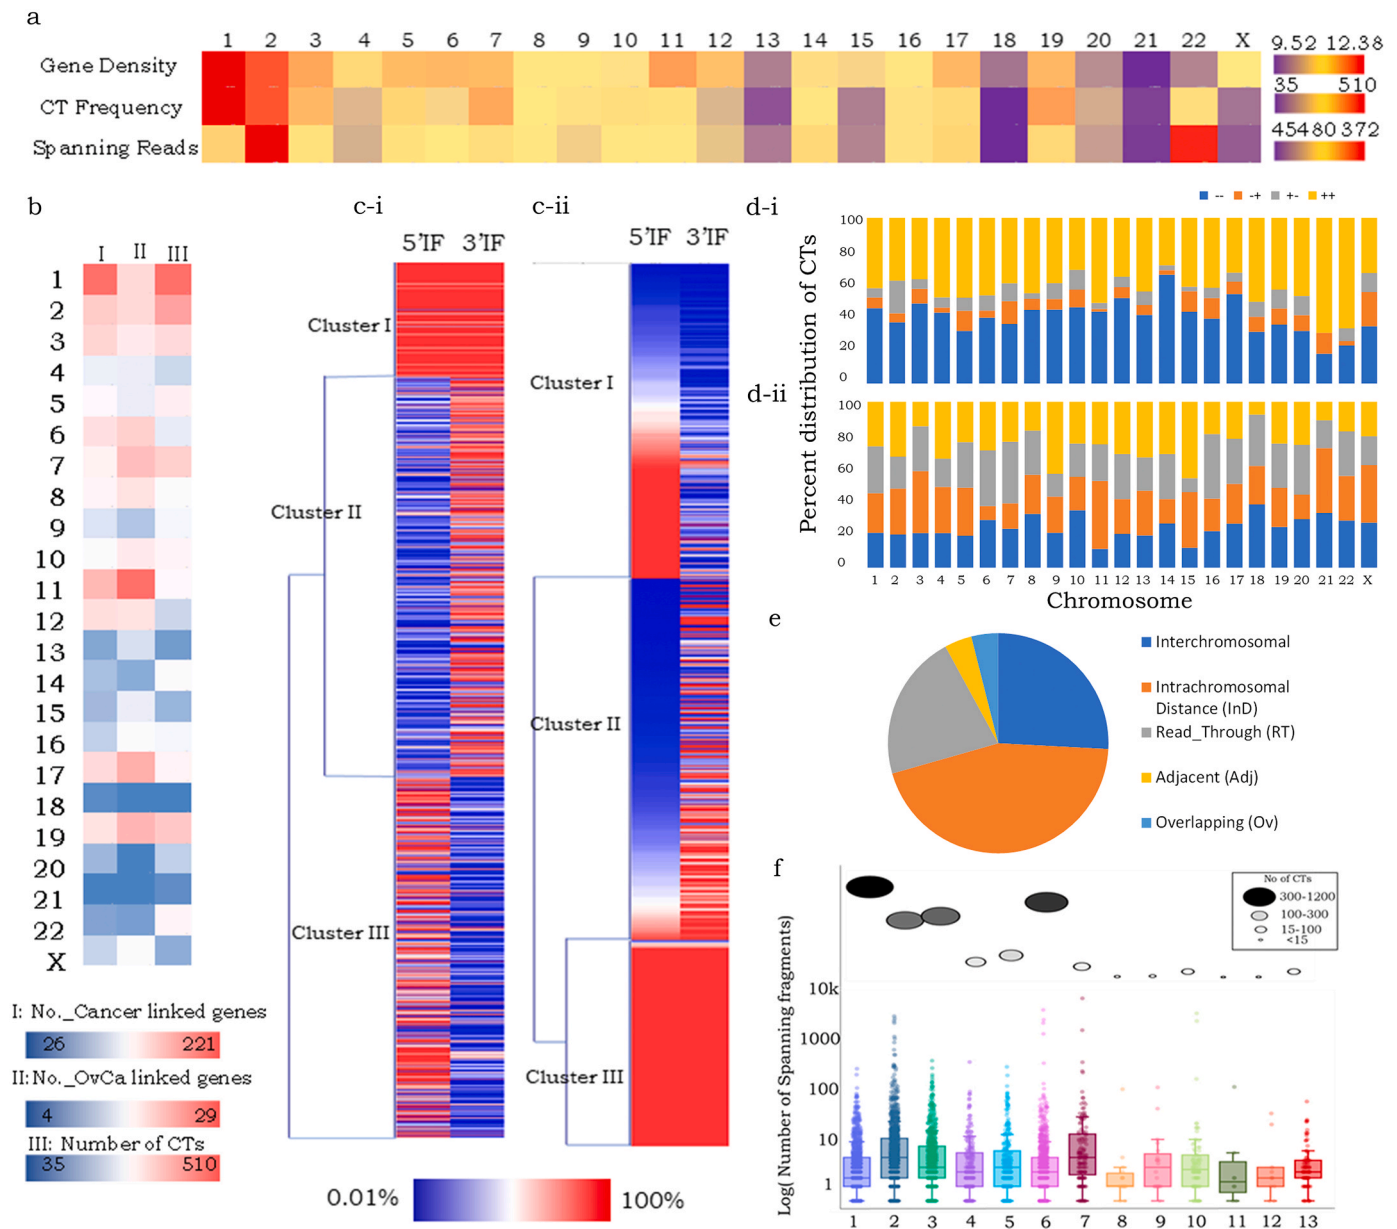 a
1 2 3 4 5 6 7 8 9 10 11 12 13 14 15 16 17 18 19 20 21 22 X
9.52 12.38
Gene Density
35 510
CT Frequency
45480 372
Spanning Reads
b
I II III
1
2
3
4
5
6
7
8
9
10
11
12
13
14
15
16
17
18
19
20
21
22
X
I: No._Cancer linked genes
26 221
II:No._OvCa linked genes
4 29
III: Number of CTs
35 510
c-i
5'IF 3'IF
Cluster I
Cluster II
Cluster III
c-ii
5'IF 3'IF
Cluster I
Cluster II
Cluster III
0.01% 100%
d-i
-- -+ +- ++
100
80
60
40
20
0
d-ii
100
80
60
40
20
0
Percent distribution of CTs
1 2 3 4 5 6 7 8 9 10 11 12 13 14 15 16 17 18 19 20 21 22 X
Chromosome
e
Interchromosomal
Intrachromosomal
Distance (InD)
Read_Through (RT)
Adjacent (Adj)
Overlapping (Ov)
f
No of CTs
300-1200
100-300
15-100
<15
Log( Number of Spanning fragments)
10k
1000
100
10
1
1 2 3 4 5 6 7 8 9 10 11 12 13